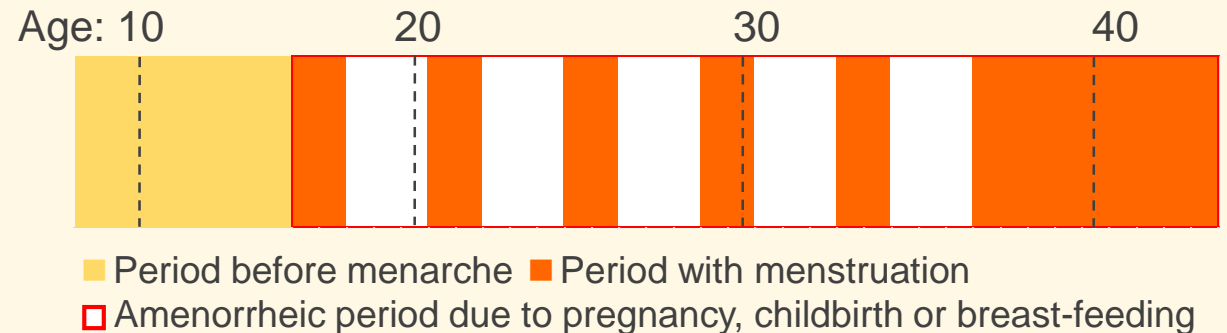 Age: 10 20 30 40
Period before menarche Period with menstruation
Amenorrheic period due to pregnancy, childbirth or breast-feeding